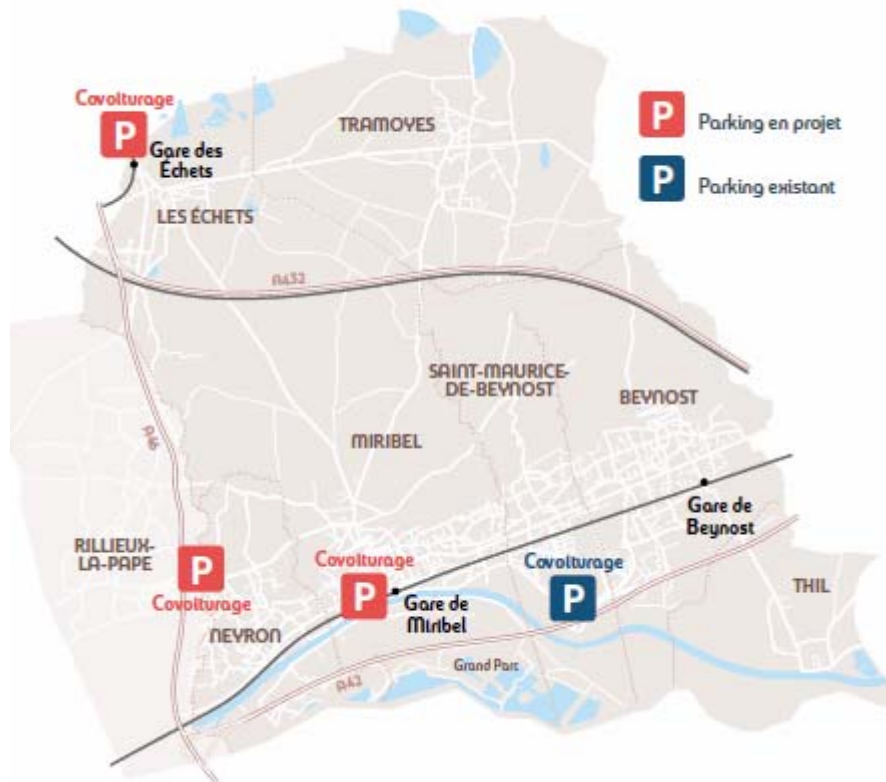 Covoiturage
P
Gare des
Échets
TRAMOYES
P
Parking en projet
P
Parking existant
LES ÉCHETS
A432
SAINT-MAURICE-
DE-BEYNOST
BEYNOST
A46
MIRIBEL
Gare de
Beynost
RILLIEUX-
LA-PAPE
P
Covoiturage
Covoiturage
P
Gare de
Miribel
Covoiturage
P
THIL
NEYRON
Grand Parc
A42